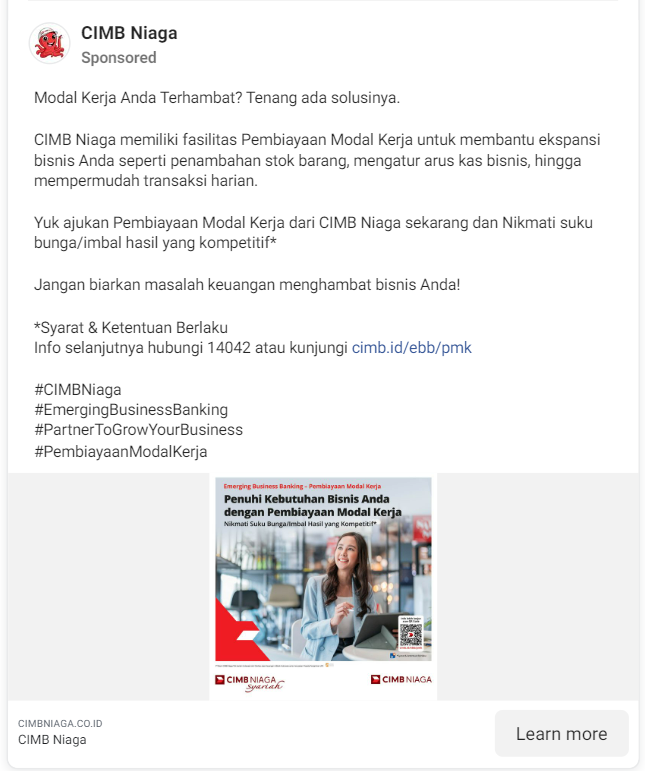 CIMB Niaga
Sponsored
Modal Kerja Anda Terhambat? Tenang ada solusinya.
CIMB Niaga memiliki fasilitas Pembiayaan Modal Kerja untuk membantu ekspansi
bisnis Anda seperti penambahan stok barang, mengatur arus kas bisnis, hingga
mempermudah transaksi harian.
Yuk ajukan Pembiayaan Modal Kerja dari CIMB Niaga sekarang dan Nikmati suku
bunga/imbal hasil yang kompetitif*
Jangan biarkan masalah keuangan menghambat bisnis Anda!
*Syarat & Ketentuan Berlaku
Info selanjutnya hubungi 14042 atau kunjungi cimb.id/ebb/pmk
#CIMBNiaga
#EmergingBusinessBanking
#PartnerToGrowYourBusiness
#PembiayaanModalKerja
Emerging Business Banking - Pembiayaan Modal Kerja
Penuhi Kebutuhan Bisnis Anda
dengan Pembiayaan Modal Kerja
Nikmati Suku Bunga/Imbal Hasil yang Kompetitif*
CIMB NIAGA
syariah
CIMB NIAGA
CIMBNIAGA.CO.ID
CIMB Niaga
Learn more